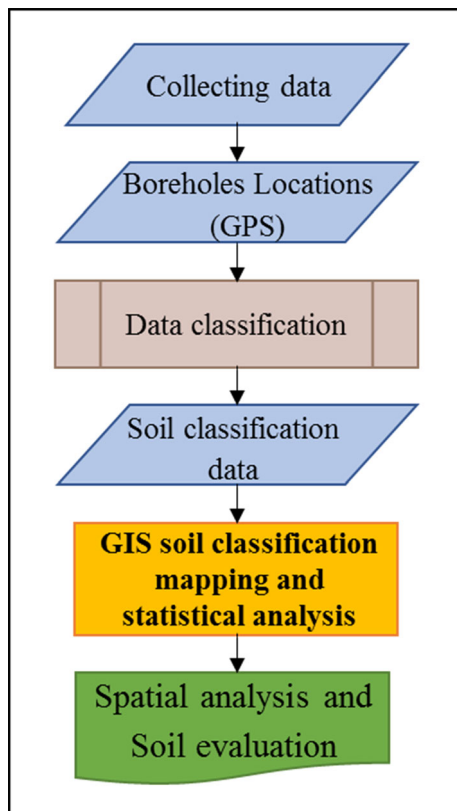 Collecting data
Boreholes Locations
(GPS)
Data classification
Soil classification
data
GIS soil classification
mapping and
statistical analysis
Spatial analysis and
Soil evaluation